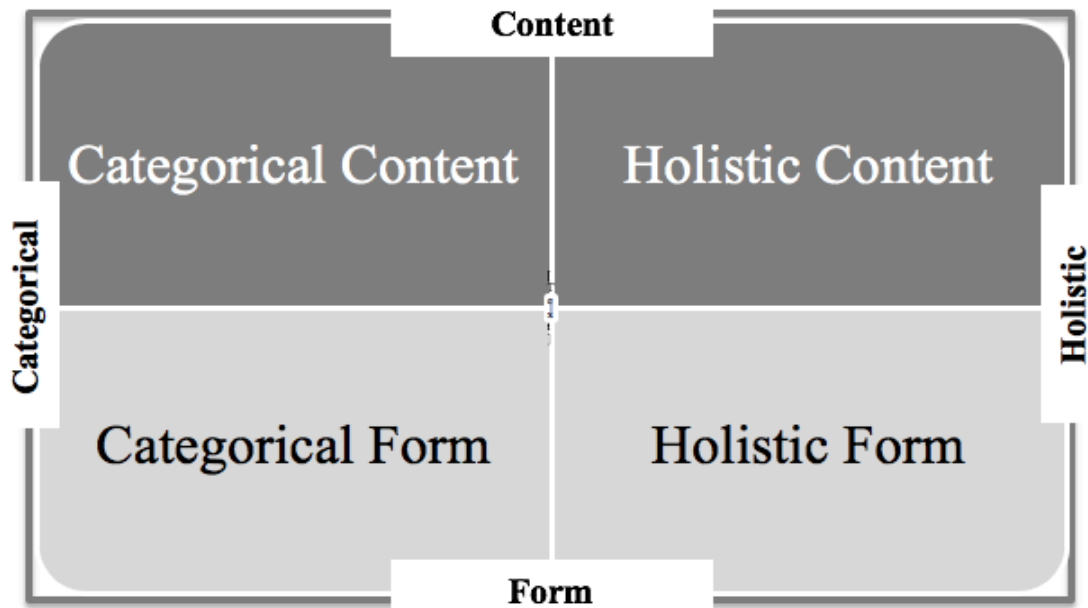 Content
Categorical Content
Holistic Content
Categorical
Holistic
Categorical Form
Holistic Form
Form